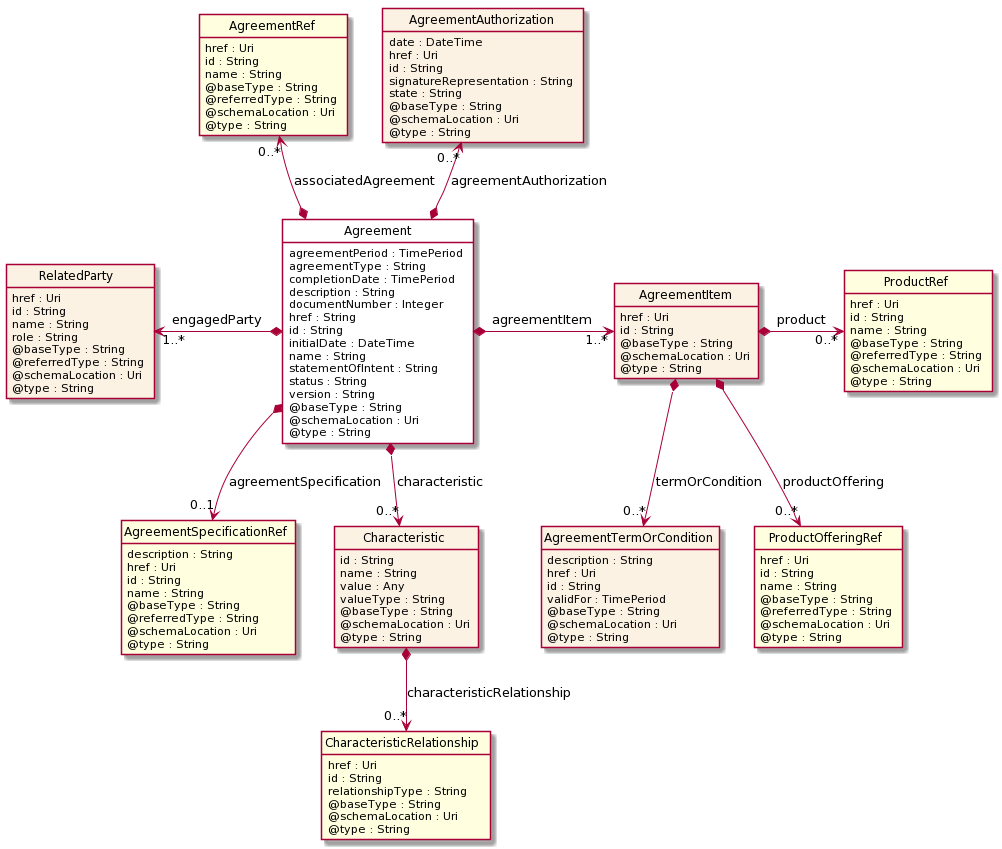 AgreementRef
href : Uri
id : String
name : String
@baseType : String
@referredType : String
@schemaLocation : Uri
@type : String
AgreementAuthorization
date : DateTime
href : Uri
id : String
signatureRepresentation : String
state : String
@baseType : String
@schemaLocation : Uri
@type : String
0..*
associatedAgreement
0..*
agreementAuthorization
RelatedParty
href : Uri
id : String
name : String
role : String
@baseType : String
@referredType : String
@schemaLocation : Uri
@type : String
engagedParty
1..*
Agreement
agreementPeriod : TimePeriod
agreementType : String
completionDate : TimePeriod
description : String
documentNumber : Integer
href : String
id : String
initialDate : DateTime
name : String
statementOfIntent : String
status : String
version : String
@baseType : String
@schemaLocation : Uri
@type : String
agreementItem
1..*
AgreementItem
href : Uri
id : String
@baseType : String
@schemaLocation : Uri
@type : String
product
0..*
ProductRef
href : Uri
id : String
name : String
@baseType : String
@referredType : String
@schemaLocation : Uri
@type : String
agreementSpecification
0..1
characteristic
0..*
termOrCondition
0..*
productOffering
0..*
AgreementSpecificationRef
description : String
href : Uri
id : String
name : String
@baseType : String
@referredType : String
@schemaLocation : Uri
@type : String
Characteristic
id : String
name : String
value : Any
valueType : String
@baseType : String
@schemaLocation : Uri
@type : String
AgreementTermOrCondition
description : String
href : Uri
id : String
validFor : TimePeriod
@baseType : String
@schemaLocation : Uri
@type : String
ProductOfferingRef
href : Uri
id : String
name : String
@baseType : String
@referredType : String
@schemaLocation : Uri
@type : String
characteristicRelationship
0..*
CharacteristicRelationship
href : Uri
id : String
relationshipType : String
@baseType : String
@schemaLocation : Uri
@type : String